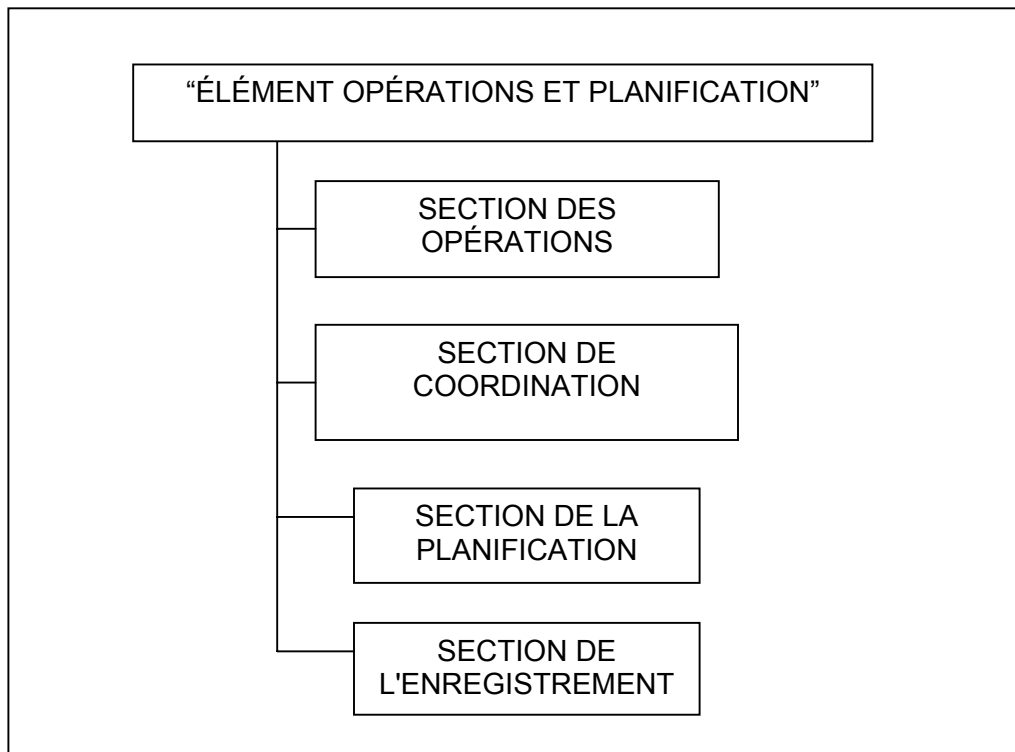 “ÉLÉMENT OPÉRATIONS ET PLANIFICATION”
SECTION DES
OPÉRATIONS
SECTION DE
COORDINATION
SECTION DE LA
PLANIFICATION
SECTION DE
L'ENREGISTREMENT